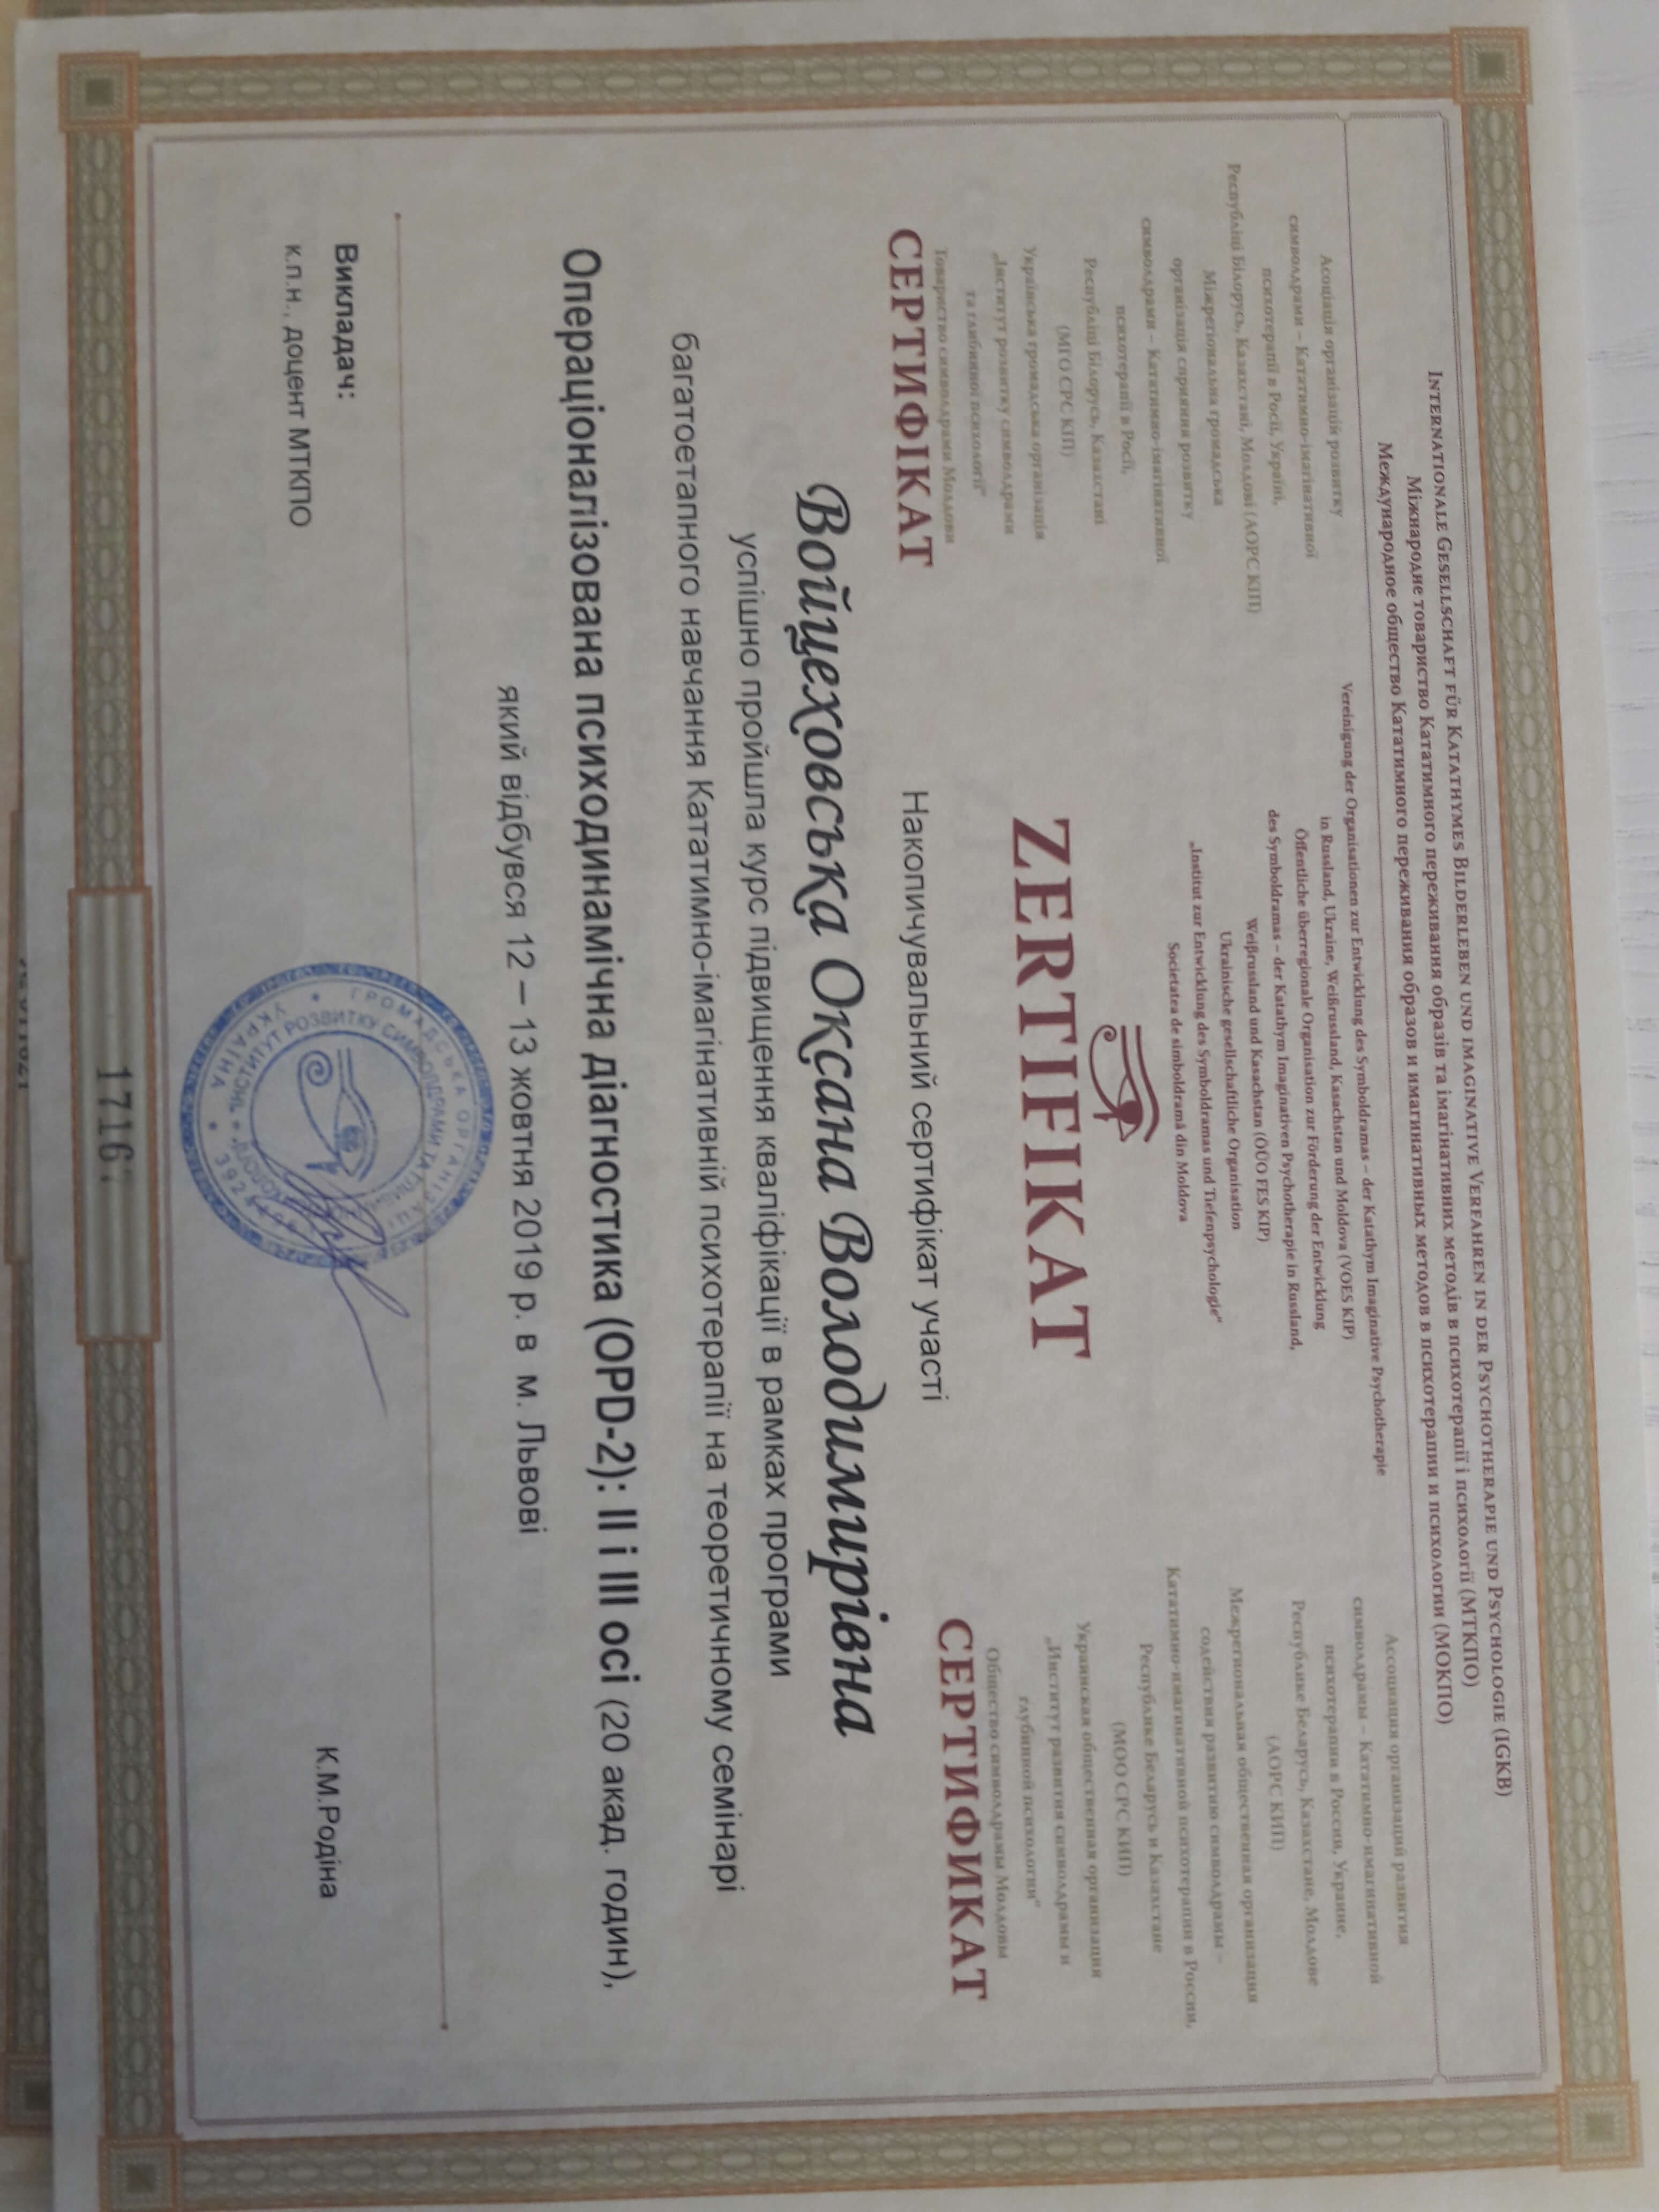 INTERNATIONALE GESELLSCHAFT FÜR KATATHYMES BILDERLEBEN UND IMAGINATIVE VERFAHREN IN DER PSYCHOTHERAPIE UND PSYCHOLOGIE (IGKB)
Міжнародне товариство Кататимного переживання образів та імагінативних методів в психотерапії і психології (МТКПО)
Международное общество Кататимного переживания образов и имагинативных методов в психотерапии и психологии (МОКПО)
Асоціація організацій розвитку
символдрами – Кататимно-імагінативної
психотерапії в Росії, Україні,
Республіці Білорусь, Казахстані, Молдові (АОРС КІП)
Міжрегіональна громадська
організація сприяння розвитку
символдрами – Кататимно-імагінативної
психотерапії в Росії,
Республіці Білорусь, Казахстані
(МГО СРС КІП)
Українська громадська організація
„Інститут розвитку символдрами
та глибинної психології"
Товариство символдрами Молдови
СЕРТИФІКАТ
Vereinigung der Organisationen zur Entwicklung des Symboldramas – der Katathym Imaginative Psychotherapie
in Russland, Ukraine, Weißrussland, Kasachstan und Moldova (VOES KIP)
Öffentliche überregionale Organisation zur Förderung der Entwicklung
des Symboldramas – der Katathym Imaginativen Psychotherapie in Russland,
Weißrussland und Kasachstan (ÖÜO FES KIP)
Ukrainische gesellschaftliche Organisation
„Institut zur Entwicklung des Symboldramas und Tiefenpsychologie"
Societatea de simboldramă din Moldova
ZERTIFIKAT
Ассоциация организаций развития
символдрамы – Кататимно-имагинативной
психотерапии в России, Украине,
Республике Беларусь, Казахстане, Молдове
(АОРС КИП)
Межрегиональная общественная организация
содействия развитию символдрамы –
Кататимно-имагинативной психотерапии в России,
Республике Беларусь и Казахстане
(МОО СРС КИП)
Украинская общественная организация
„Институт развития символдрамы и
глубинной психологии"
Общество символдрамы Молдовы
СЕРТИФИКАТ
Накопичувальний сертифікат участі
Войцеховська Оксана Володимирівна
успішно пройшла курс підвищення кваліфікації в рамках програми
багатоетапного навчання Кататимно-імагінативній психотерапії на теоретичному семінарі
Операціоналізована психодинамічна діагностика (OPD-2): II і III осі (20 акад. годин),
який відбувся 12 – 13 жовтня 2019 р. в м. Львові
Викладач:
к.п.н., доцент МТКПО
К.М.Родіна
ГРОМАДСЬКА ОРГАНІЗАЦІЯ
ІНСТИТУТ РОЗВИТКУ СИМВОЛДРАМИ ТА
УКРАЇНА
1716